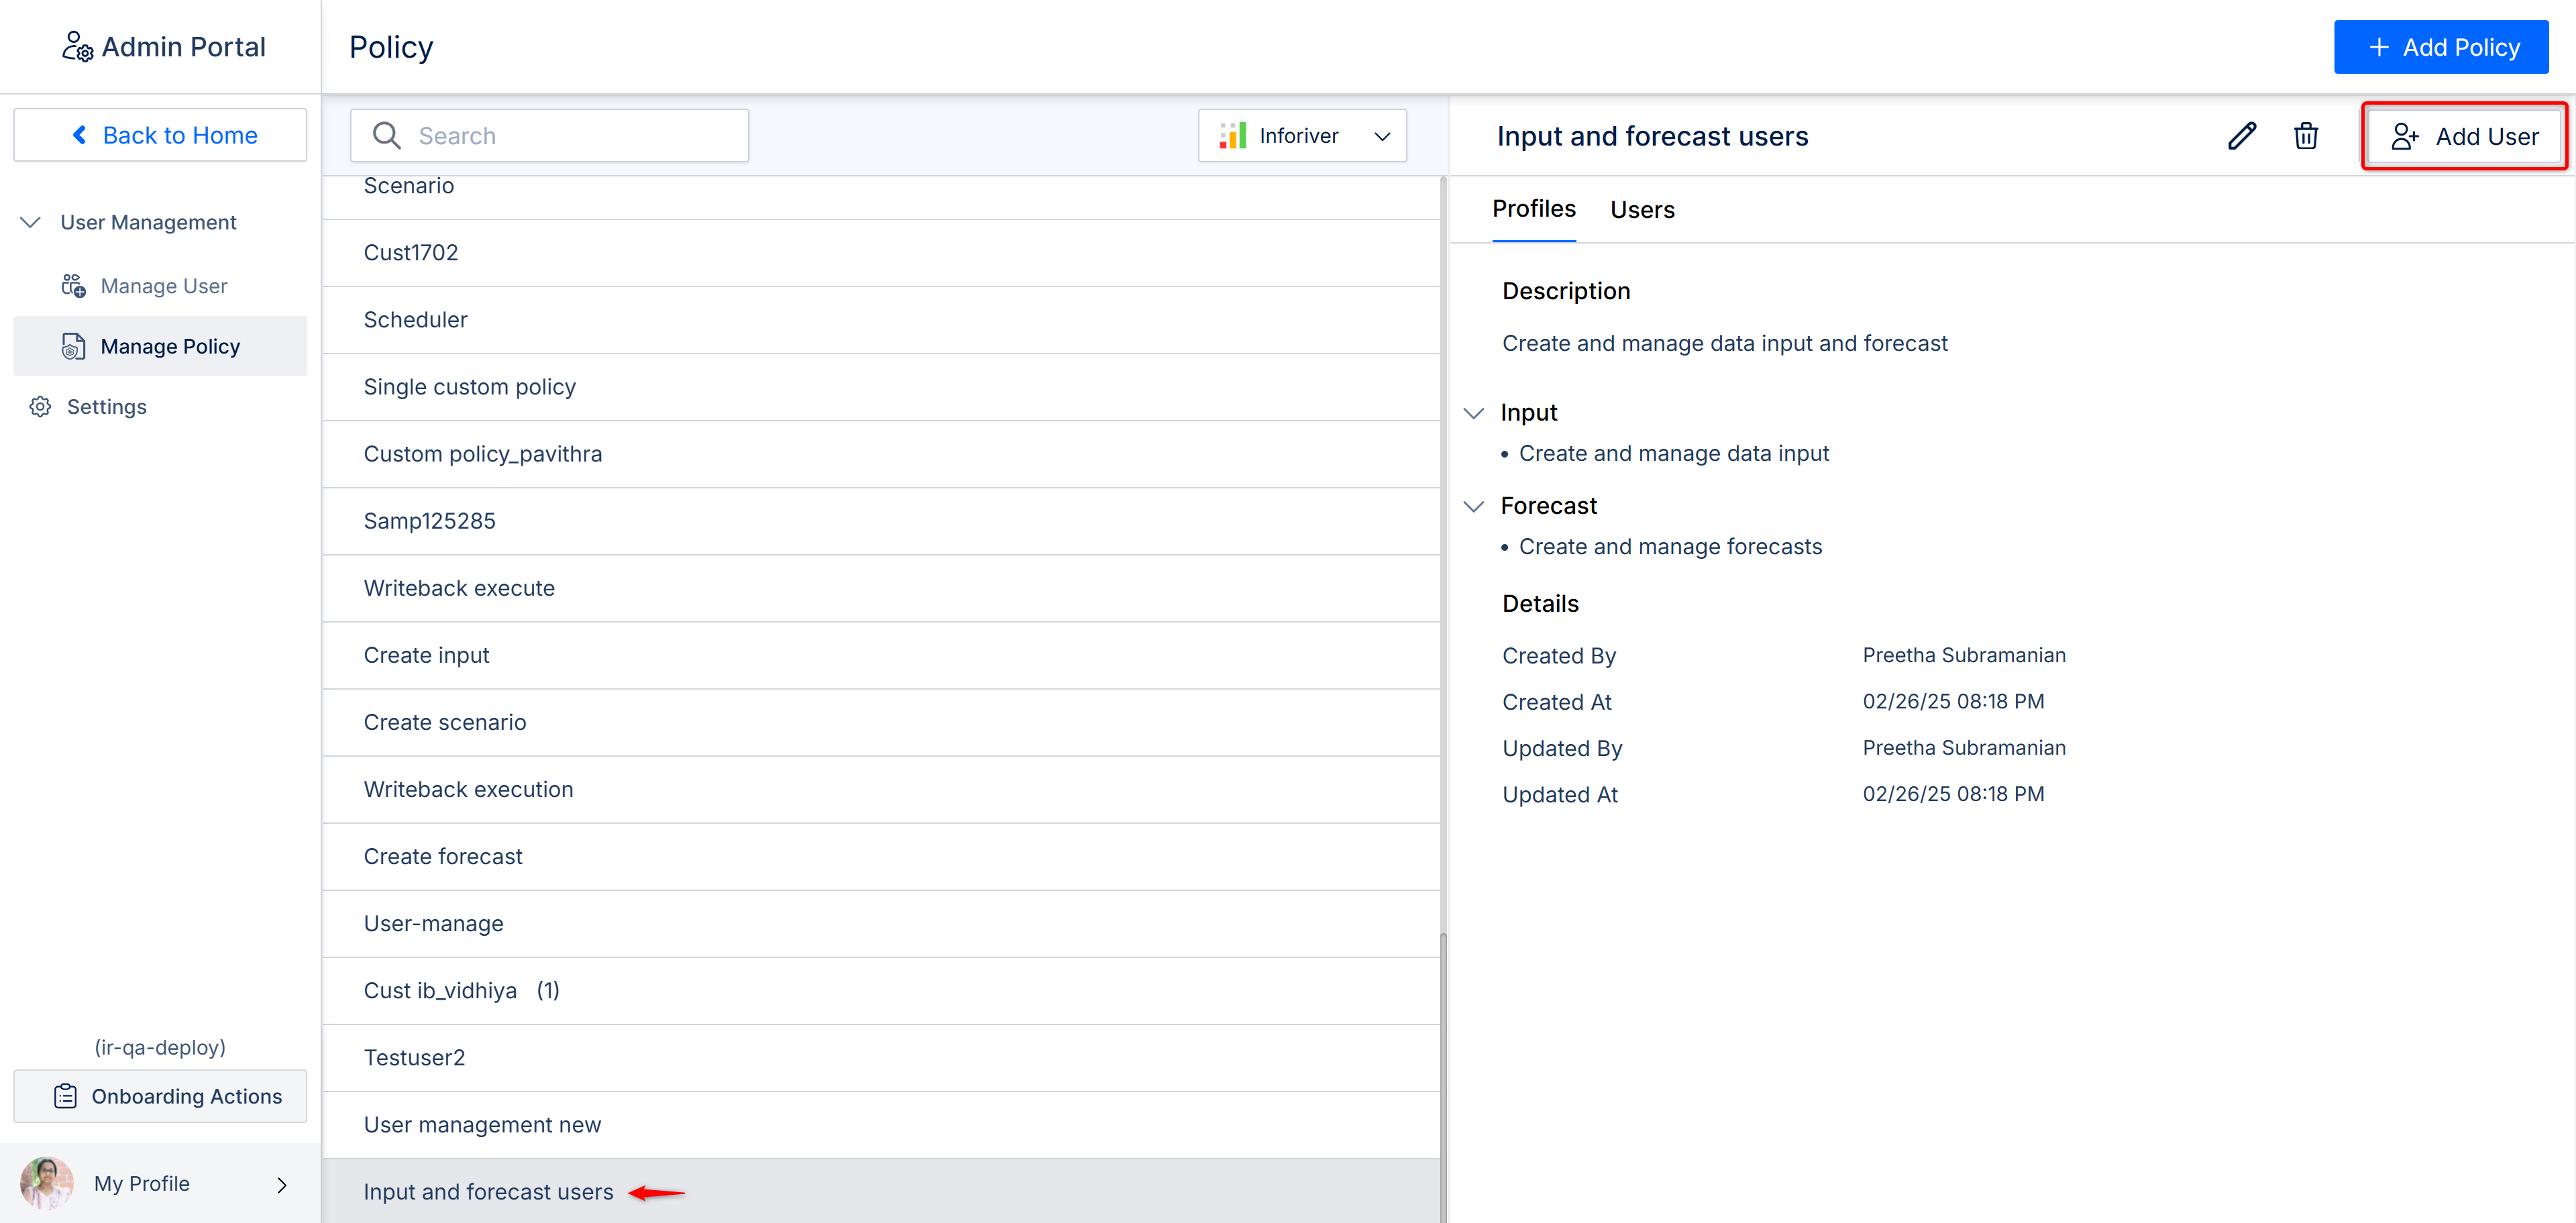 Admin Portal
Policy
+ Add Policy
Back to Home
User Management
Manage User
Manage Policy
Settings
(ir-qa-deploy)
Onboarding Actions
My Profile
Search
Inforiver
Scenario
Cust1702
Scheduler
Single custom policy
Custom policy_pavithra
Samp125285
Writeback execute
Create input
Create scenario
Writeback execution
Create forecast
User-manage
Cust ib_vidhiya (1)
Testuser2
User management new
Input and forecast users
Input and forecast users
Add User
Profiles Users
Description
Create and manage data input and forecast
Input
• Create and manage data input
Forecast
• Create and manage forecasts
Details
Created By Preetha Subramanian
Created At 02/26/25 08:18 PM
Updated By Preetha Subramanian
Updated At 02/26/25 08:18 PM